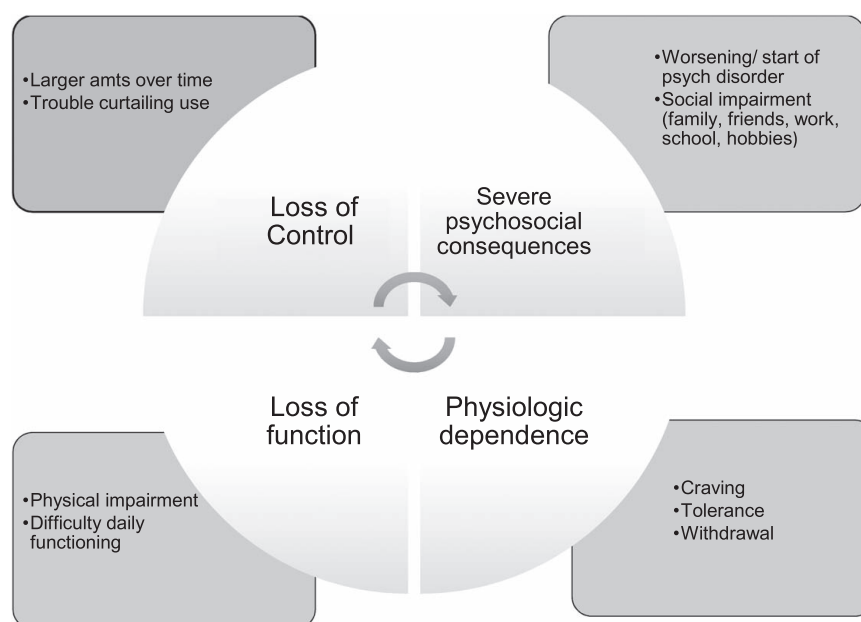 •Larger amts over time
•Trouble curtailing use
•Worsening/ start of
psych disorder
•Social impairment
(family, friends, work,
school, hobbies)
Loss of
Control
Severe
psychosocial
consequences
Loss of
function
Physiologic
dependence
•Physical impairment
•Difficulty daily
functioning
•Craving
•Tolerance
•Withdrawal